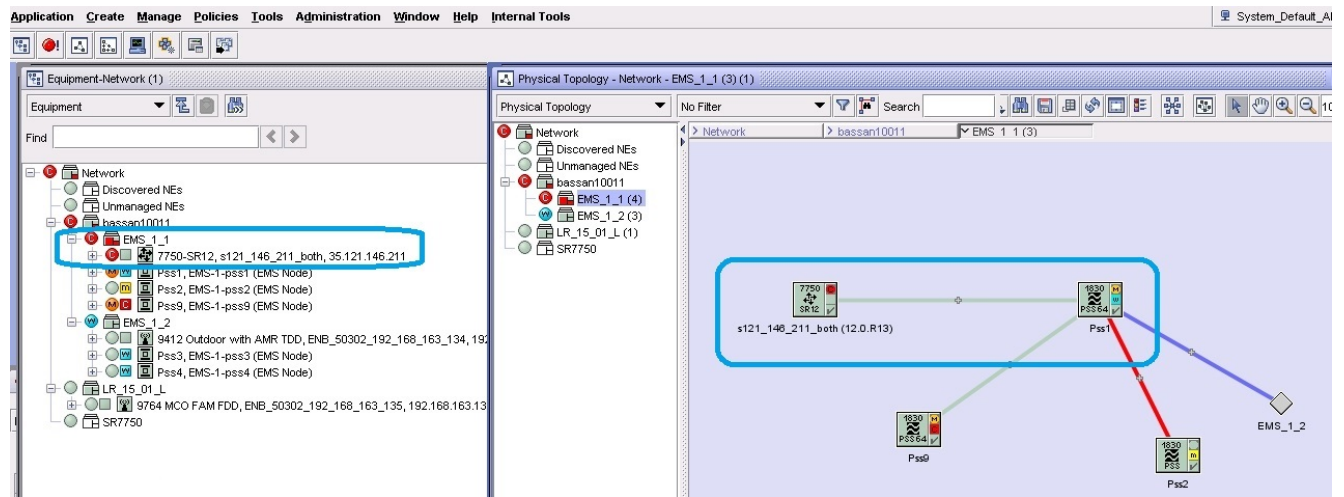 Application Create Manage Policies Tools Administration Window Help Internal Tools
System_Default_A
Equipment-Network (1)
Equipment
Find
Network
Discovered NEs
Unmanaged NEs
bassan10011
EMS_1_1
7750-SR12, s121_146_211_both, 35.121.146.211
Pss1, EMS-1-pss1 (EMS Node)
Pss2, EMS-1-pss2 (EMS Node)
Pss9, EMS-1-pss9 (EMS Node)
EMS_1_2
9412 Outdoor with AMR TDD, ENB_50302_192_168_163_134, 192
Pss3, EMS-1-pss3 (EMS Node)
Pss4, EMS-1-pss4 (EMS Node)
LR_15_01_L
9764 MCO FAM FDD, ENB_50302_192_168_163_135, 192.168.163.13
SR7750
Physical Topology - Network - EMS_1_1 (3) (1)
Physical Topology No Filter Search 10
Network
Discovered NEs
Unmanaged NEs
bassan10011
EMS_1_1 (4)
EMS_1_2 (3)
LR_15_01_L (1)
SR7750
> Network > bassan10011 EMS 1 1 (3)
7750
SR12
s121_146_211_both (12.0.R13)
1830
PSS64
Pss1
1830
PSS64
Pss9
1830
PSS
Pss2
EMS_1_2